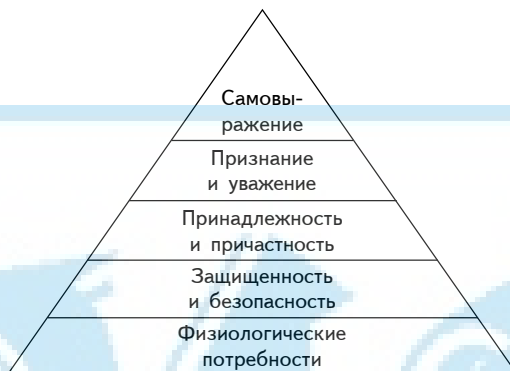 Самовы-
ражение
Признание
и уважение
Принадлежность
и причастность
Защищенность
и безопасность
Физиологические
потребности